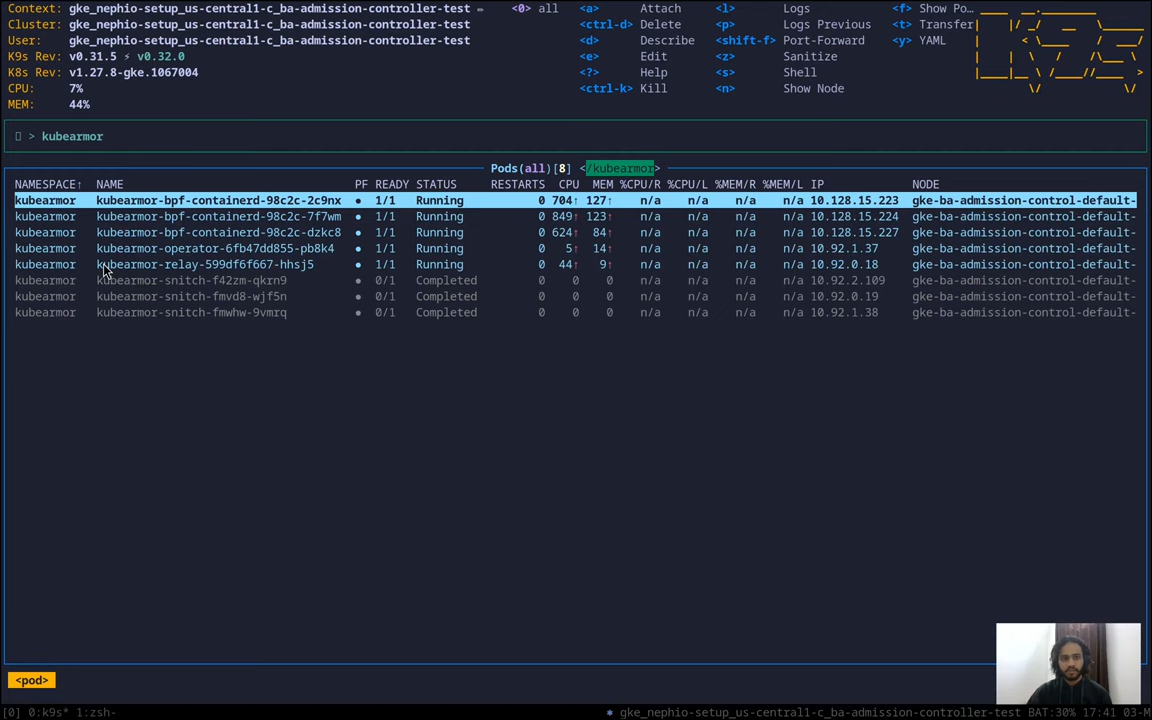 Context: gke_nephio-setup_us-central1-c_ba-admission-controller-test ✏ <0> all <a> Attach <l> Logs <f> Show Po…
Cluster: gke_nephio-setup_us-central1-c_ba-admission-controller-test <ctrl-d> Delete <p> Logs Previous <t> Transfer
User: gke_nephio-setup_us-central1-c_ba-admission-controller-test <d> Describe <shift-f> Port-Forward <y> YAML
K9s Rev: v0.31.5 ⚡ v0.32.0 <e> Edit <z> Sanitize
K8s Rev: v1.27.8-gke.1067004 <?> Help <s> Shell
CPU: 7% <ctrl-k> Kill <n> Show Node
MEM: 44%
> kubearmor
Pods(all)[8] </kubearmor>
NAMESPACE↑ NAME PF READY STATUS RESTARTS CPU MEM %CPU/R %CPU/L %MEM/R %MEM/L IP NODE
kubearmor kubearmor-bpf-containerd-98c2c-2c9nx ● 1/1 Running 0 704↑ 127↑ n/a n/a n/a n/a 10.128.15.223 gke-ba-admission-control-default-
kubearmor kubearmor-bpf-containerd-98c2c-7f7wm ● 1/1 Running 0 849↑ 123↑ n/a n/a n/a n/a 10.128.15.224 gke-ba-admission-control-default-
kubearmor kubearmor-bpf-containerd-98c2c-dzkc8 ● 1/1 Running 0 624↑ 84↑ n/a n/a n/a n/a 10.128.15.227 gke-ba-admission-control-default-
kubearmor kubearmor-operator-6fb47dd855-pb8k4 ● 1/1 Running 0 5↑ 14↑ n/a n/a n/a n/a 10.92.1.37 gke-ba-admission-control-default-
kubearmor kubearmor-relay-599df6f667-hhsj5 ● 1/1 Running 0 44↑ 9↑ n/a n/a n/a n/a 10.92.0.18 gke-ba-admission-control-default-
kubearmor kubearmor-snitch-f42zm-qkrn9 ● 0/1 Completed 0 0 0 n/a n/a n/a n/a 10.92.2.109 gke-ba-admission-control-default-
kubearmor kubearmor-snitch-fmvd8-wjf5n ● 0/1 Completed 0 0 0 n/a n/a n/a n/a 10.92.0.19 gke-ba-admission-control-default-
kubearmor kubearmor-snitch-fmwhw-9vmrq ● 0/1 Completed 0 0 0 n/a n/a n/a n/a 10.92.1.38 gke-ba-admission-control-default-
<pod>
[0] 0:k9s* 1:zsh- ✱ gke_nephio-setup_us-central1-c_ba-admission-controller-test BAT:30% 17:41 03-M